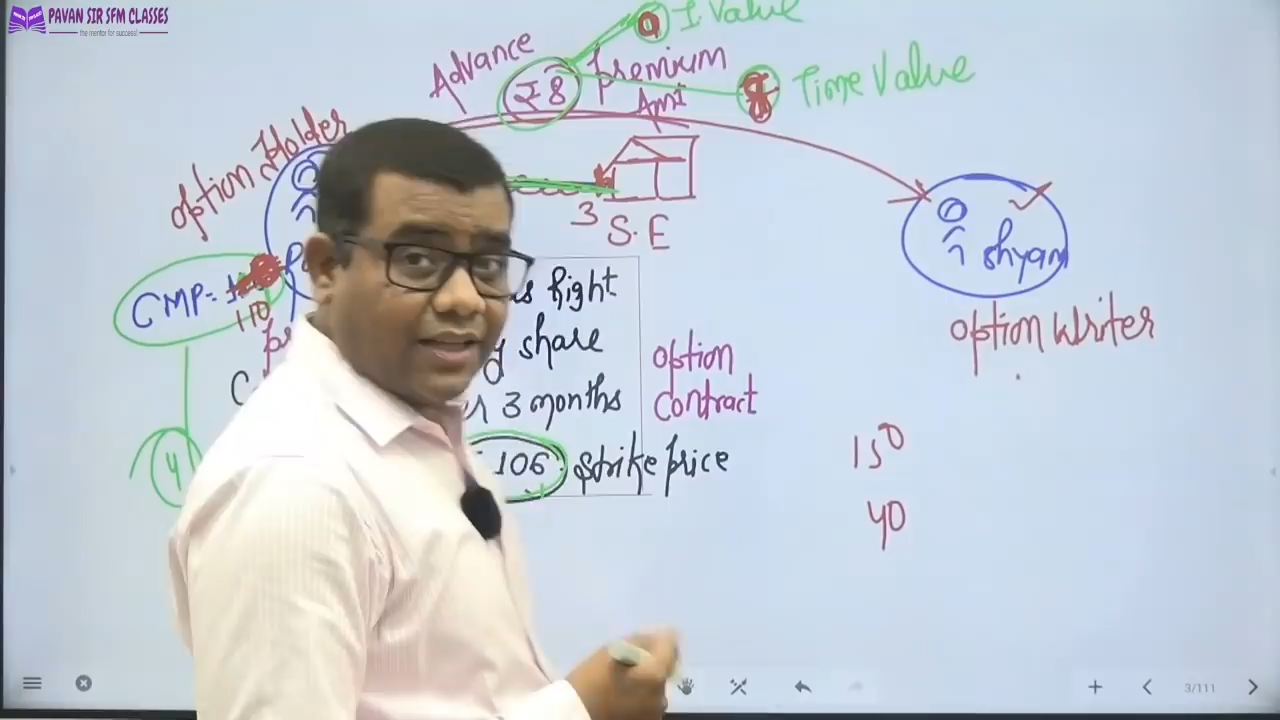 PAVAN SIR SFM CLASSES
the mentor for success!
I Value
Advance
₹8
Premium
Amt
Time Value
option Holder
3
S.E
shyam
CMP =
110
Right
share
3 months
106
strike price
option
contract
option Writer
150
40
4
3/111